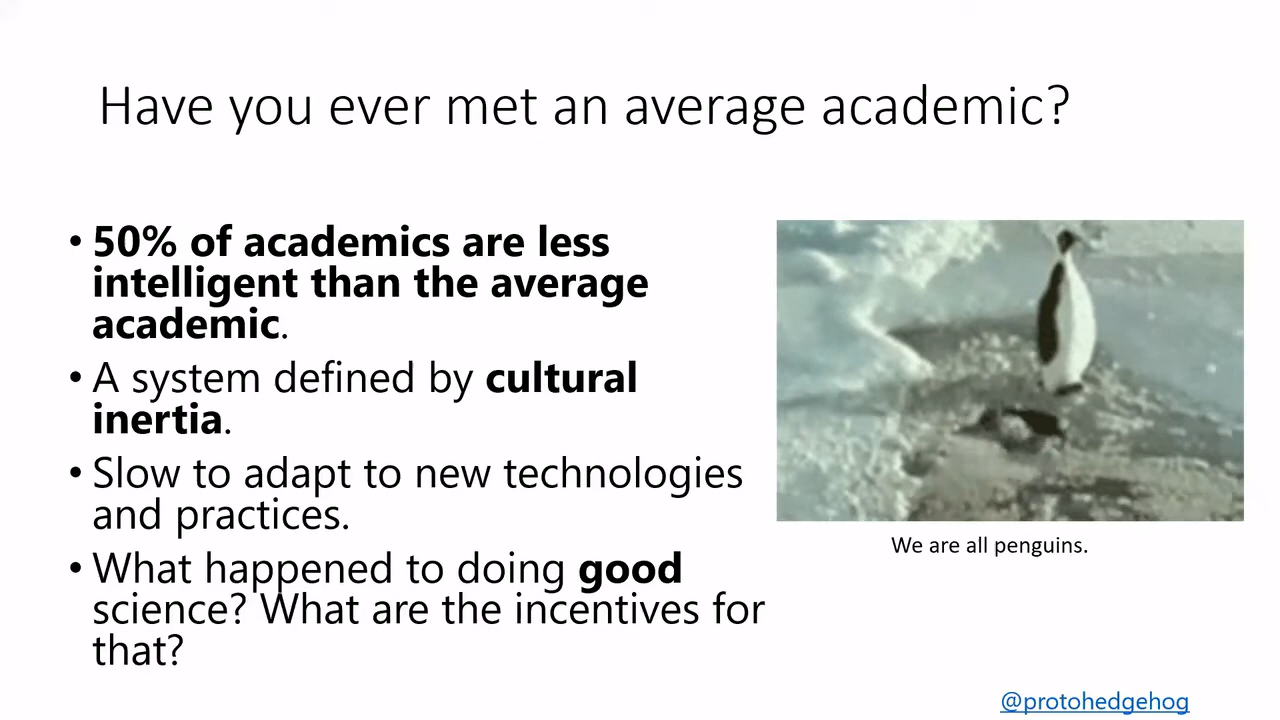 Have you ever met an average academic?
• 50% of academics are less
intelligent than the average
academic.
• A system defined by cultural
inertia.
• Slow to adapt to new technologies
and practices.
• What happened to doing good
science? What are the incentives for
that?
We are all penguins.
@protohedgehog